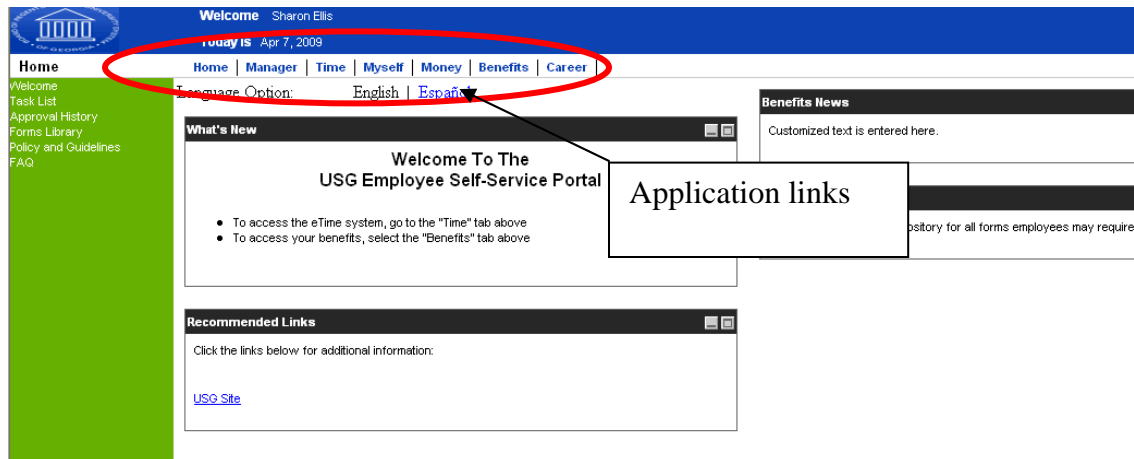 Welcome Sharon Ellis
Today is Apr 7, 2009
Home
Home | Manager | Time | Myself | Money | Benefits | Career |
Welcome
Task List
Approval History
Forms Library
Policy and Guidelines
FAQ
Language Option: English | Español
What's New
Welcome To The
USG Employee Self-Service Portal
To access the eTime system, go to the "Time" tab above
To access your benefits, select the "Benefits" tab above
Application links
Benefits News
Customized text is entered here.
for all forms employees may require
Recommended Links
Click the links below for additional information:
USG Site